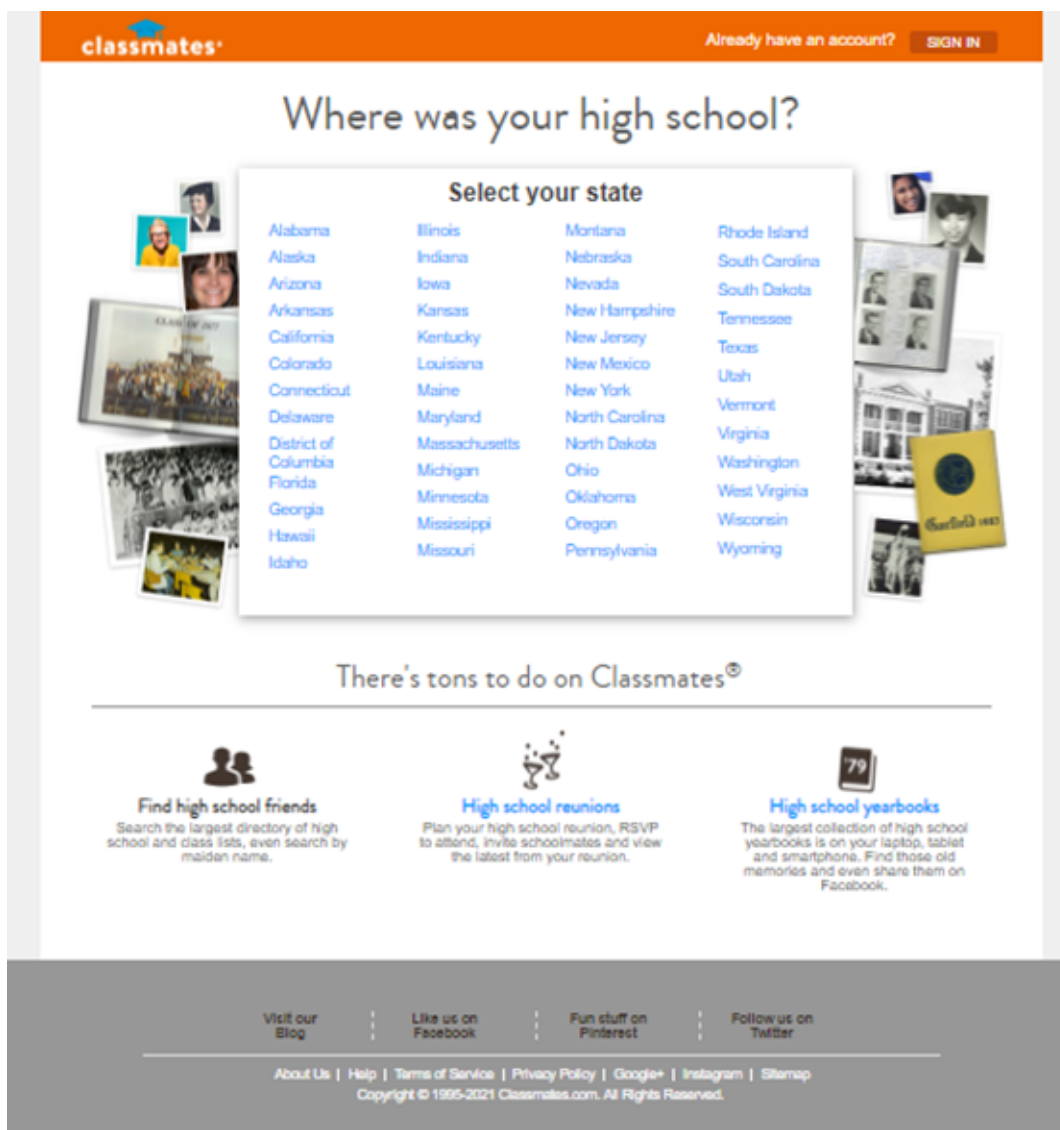 classmates
Already have an account? SIGN IN
Where was your high school?
Select your state
Alabama
Alaska
Arizona
Arkansas
California
Colorado
Connecticut
Delaware
District of
Columbia
Florida
Georgia
Hawaii
Idaho
Illinois
Indiana
Iowa
Kansas
Kentucky
Louisiana
Maine
Maryland
Massachusetts
Michigan
Minnesota
Mississippi
Missouri
Montana
Nebraska
Nevada
New Hampshire
New Jersey
New Mexico
New York
North Carolina
North Dakota
Ohio
Oklahoma
Oregon
Pennsylvania
Rhode Island
South Carolina
South Dakota
Tennessee
Texas
Utah
Vermont
Virginia
Washington
West Virginia
Wisconsin
Wyoming
CLASS OF 1977
Garfield
There's tons to do on Classmates®
Find high school friends
Search the largest directory of high
school and class lists, even search by
maiden name.
High school reunions
Plan your high school reunion, RSVP
to attend, invite schoolmates and view
the latest from your reunion.
'79
High school yearbooks
The largest collection of high school
yearbooks is on your laptop, tablet
and smartphone. Find those old
memories and even share them on
Facebook.
Visit our
Blog
Like us on
Facebook
Fun stuff on
Pinterest
Follow us on
Twitter
About Us | Help | Terms of Service | Privacy Policy | Google+ | Instagram | Sitemap
Copyright © 1995-2021 Classmates.com. All Rights Reserved.